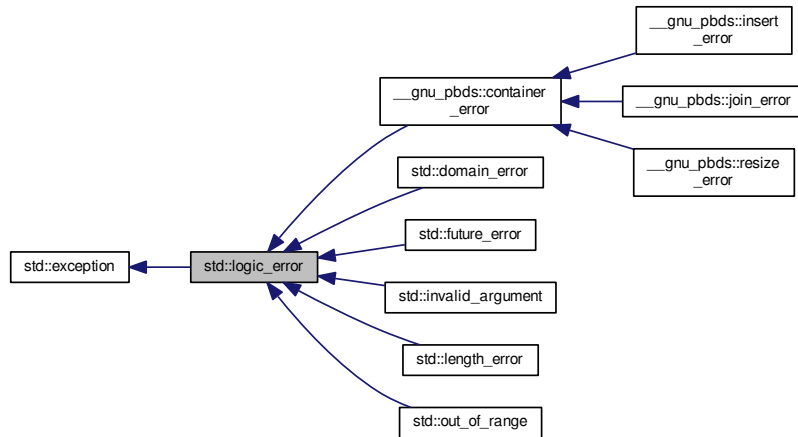 __gnu_pbds::insert
_error
__gnu_pbds::container
_error
__gnu_pbds::join_error
__gnu_pbds::resize
_error
std::domain_error
std::future_error
std::exception
std::logic_error
std::invalid_argument
std::length_error
std::out_of_range